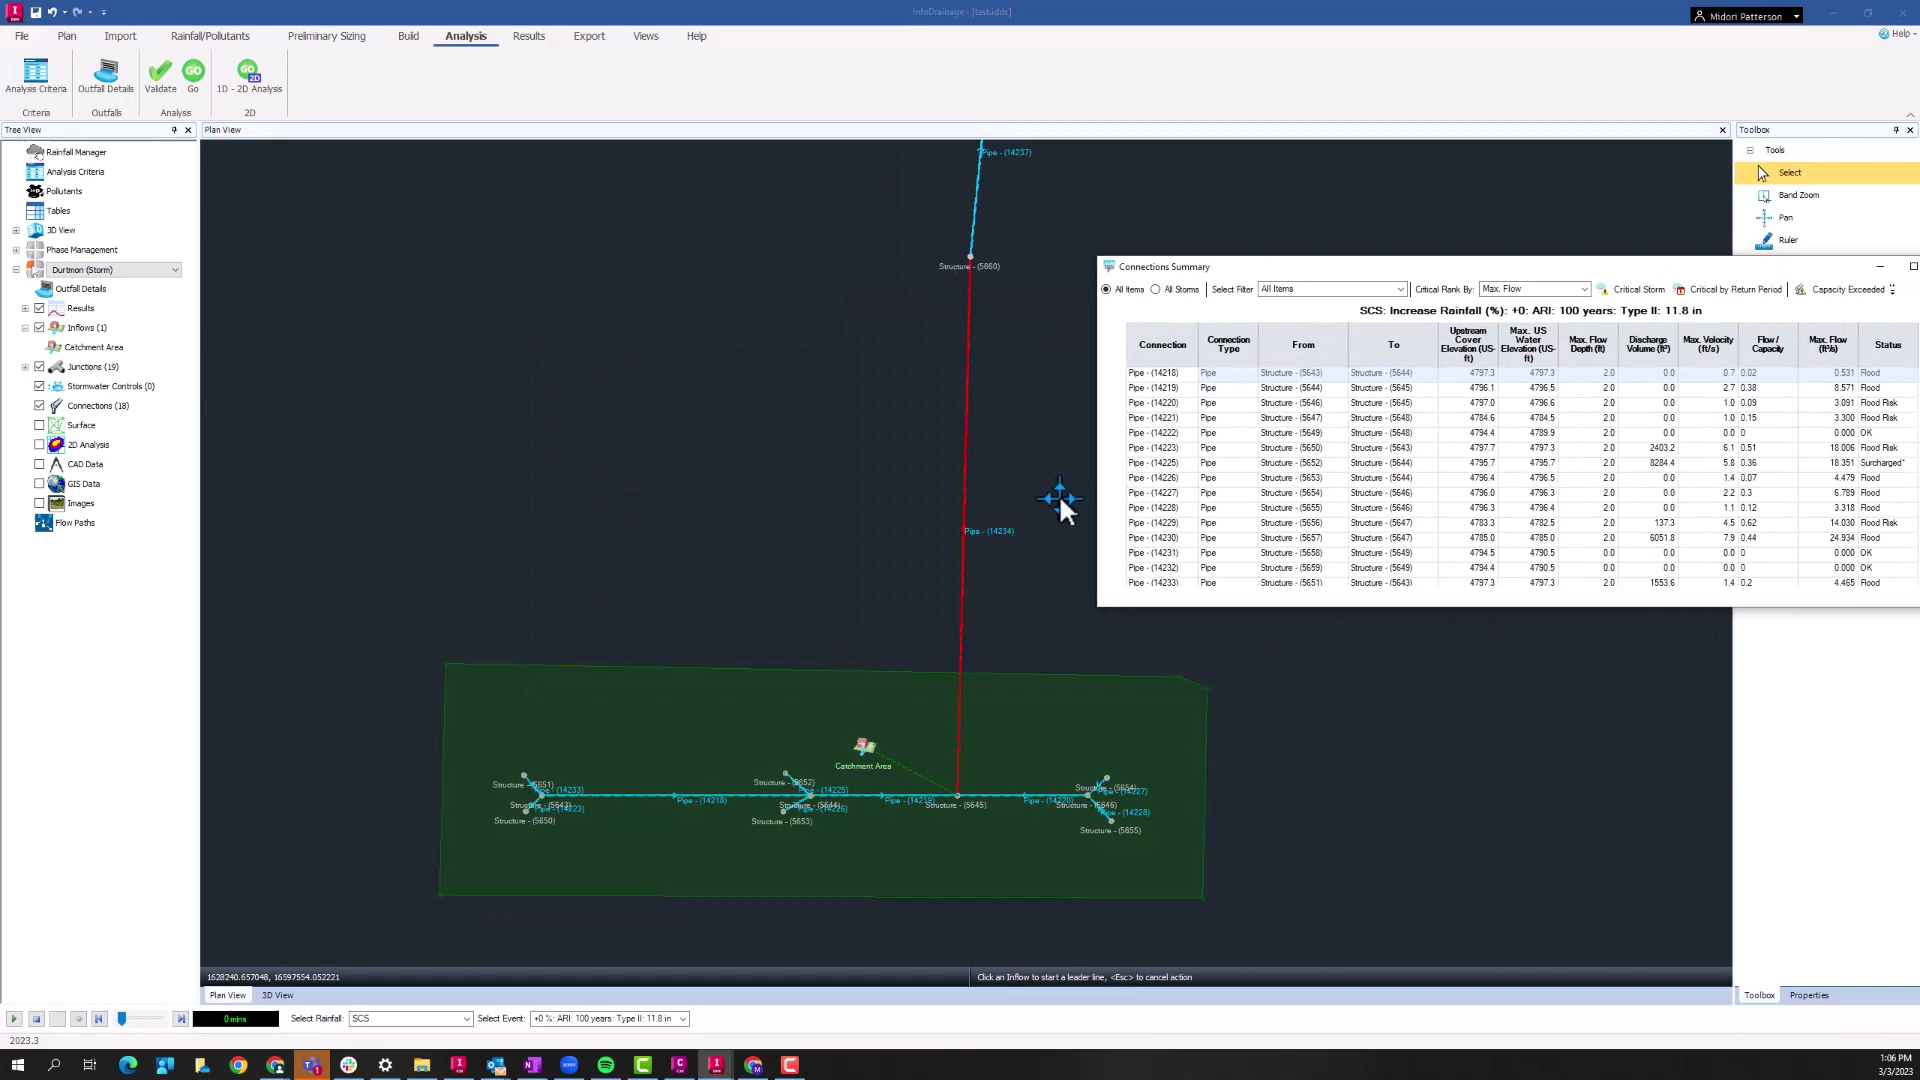 InfoDrainage - [test.iddx]
Midori Patterson
File Plan Import Rainfall/Pollutants Preliminary Sizing Build Analysis Results Export Views Help
Help
Analysis Criteria Outfall Details Validate Go 1D - 2D Analysis
Criteria Outfalls Analysis 2D
Tree View
Plan View
Toolbox
Rainfall Manager
Analysis Criteria
Pollutants
Tables
3D View
Phase Management
Durtmon (Storm)
Outfall Details
Results
Inflows (1)
Catchment Area
Junctions (19)
Stormwater Controls (0)
Connections (18)
Surface
2D Analysis
CAD Data
GIS Data
Images
Flow Paths
Tools
Select
Band Zoom
Pan
Ruler
Pipe - (14237)
Structure - (5660)
Pipe - (14234)
Connections Summary
All Items All Storms Select Filter All Items Critical Rank By: Max. Flow Critical Storm Critical by Return Period Capacity Exceeded
SCS: Increase Rainfall (%): +0: ARI: 100 years: Type II: 11.8 in
Connection Connection Type From To Upstream Cover Elevation (US-ft) Max. US Water Elevation (US-ft) Max. Flow Depth (ft) Discharge Volume (ft³) Max. Velocity (ft/s) Flow / Capacity Max. Flow (ft³/s) Status
Pipe - (14218) Pipe Structure - (5643) Structure - (5644) 4797.3 4797.3 2.0 0.0 0.7 0.02 0.531 Flood
Pipe - (14219) Pipe Structure - (5644) Structure - (5645) 4796.1 4796.5 2.0 0.0 2.7 0.38 8.571 Flood
Pipe - (14220) Pipe Structure - (5646) Structure - (5645) 4797.0 4796.6 2.0 0.0 1.0 0.09 3.091 Flood Risk
Pipe - (14221) Pipe Structure - (5647) Structure - (5648) 4784.6 4784.5 2.0 0.0 1.0 0.15 3.300 Flood Risk
Pipe - (14222) Pipe Structure - (5649) Structure - (5648) 4794.4 4789.9 2.0 0.0 0.0 0 0.000 OK
Pipe - (14223) Pipe Structure - (5650) Structure - (5643) 4797.7 4797.3 2.0 2403.2 6.1 0.51 18.006 Flood Risk
Pipe - (14225) Pipe Structure - (5652) Structure - (5644) 4795.7 4795.7 2.0 8284.4 5.8 0.36 18.351 Surcharged*
Pipe - (14226) Pipe Structure - (5653) Structure - (5644) 4796.4 4796.5 2.0 0.0 1.4 0.07 4.479 Flood
Pipe - (14227) Pipe Structure - (5654) Structure - (5646) 4796.0 4796.3 2.0 0.0 2.2 0.3 6.789 Flood
Pipe - (14228) Pipe Structure - (5655) Structure - (5646) 4796.3 4796.4 2.0 0.0 1.1 0.12 3.318 Flood
Pipe - (14229) Pipe Structure - (5656) Structure - (5647) 4783.3 4782.5 2.0 137.3 4.5 0.62 14.030 Flood Risk
Pipe - (14230) Pipe Structure - (5657) Structure - (5647) 4785.0 4785.0 2.0 6051.8 7.9 0.44 24.934 Flood
Pipe - (14231) Pipe Structure - (5658) Structure - (5649) 4794.5 4790.5 0.0 0.0 0.0 0 0.000 OK
Pipe - (14232) Pipe Structure - (5659) Structure - (5649) 4794.4 4790.5 0.0 0.0 0.0 0 0.000 OK
Pipe - (14233) Pipe Structure - (5651) Structure - (5643) 4797.3 4797.3 2.0 1553.6 1.4 0.2 4.465 Flood
Catchment Area
Structure - (5651) Pipe - (14233) Structure - (5652) Pipe - (14225) Structure - (5654) Pipe - (14227)
Structure - (5643) Pipe - (14223) Pipe - (14218) Structure - (5644) Pipe - (14226) Pipe - (14219) Structure - (5645) Pipe - (14220) Structure - (5646) Pipe - (14228)
Structure - (5650) Structure - (5653) Structure - (5655)
1628240.657048, 16597554.052221
Click an Inflow to start a leader line, <Esc> to cancel action
Plan View 3D View
Toolbox Properties
0 mins Select Rainfall: SCS Select Event: +0 %: ARI: 100 years: Type II: 11.8 in
2023.3
1:06 PM
3/3/2023